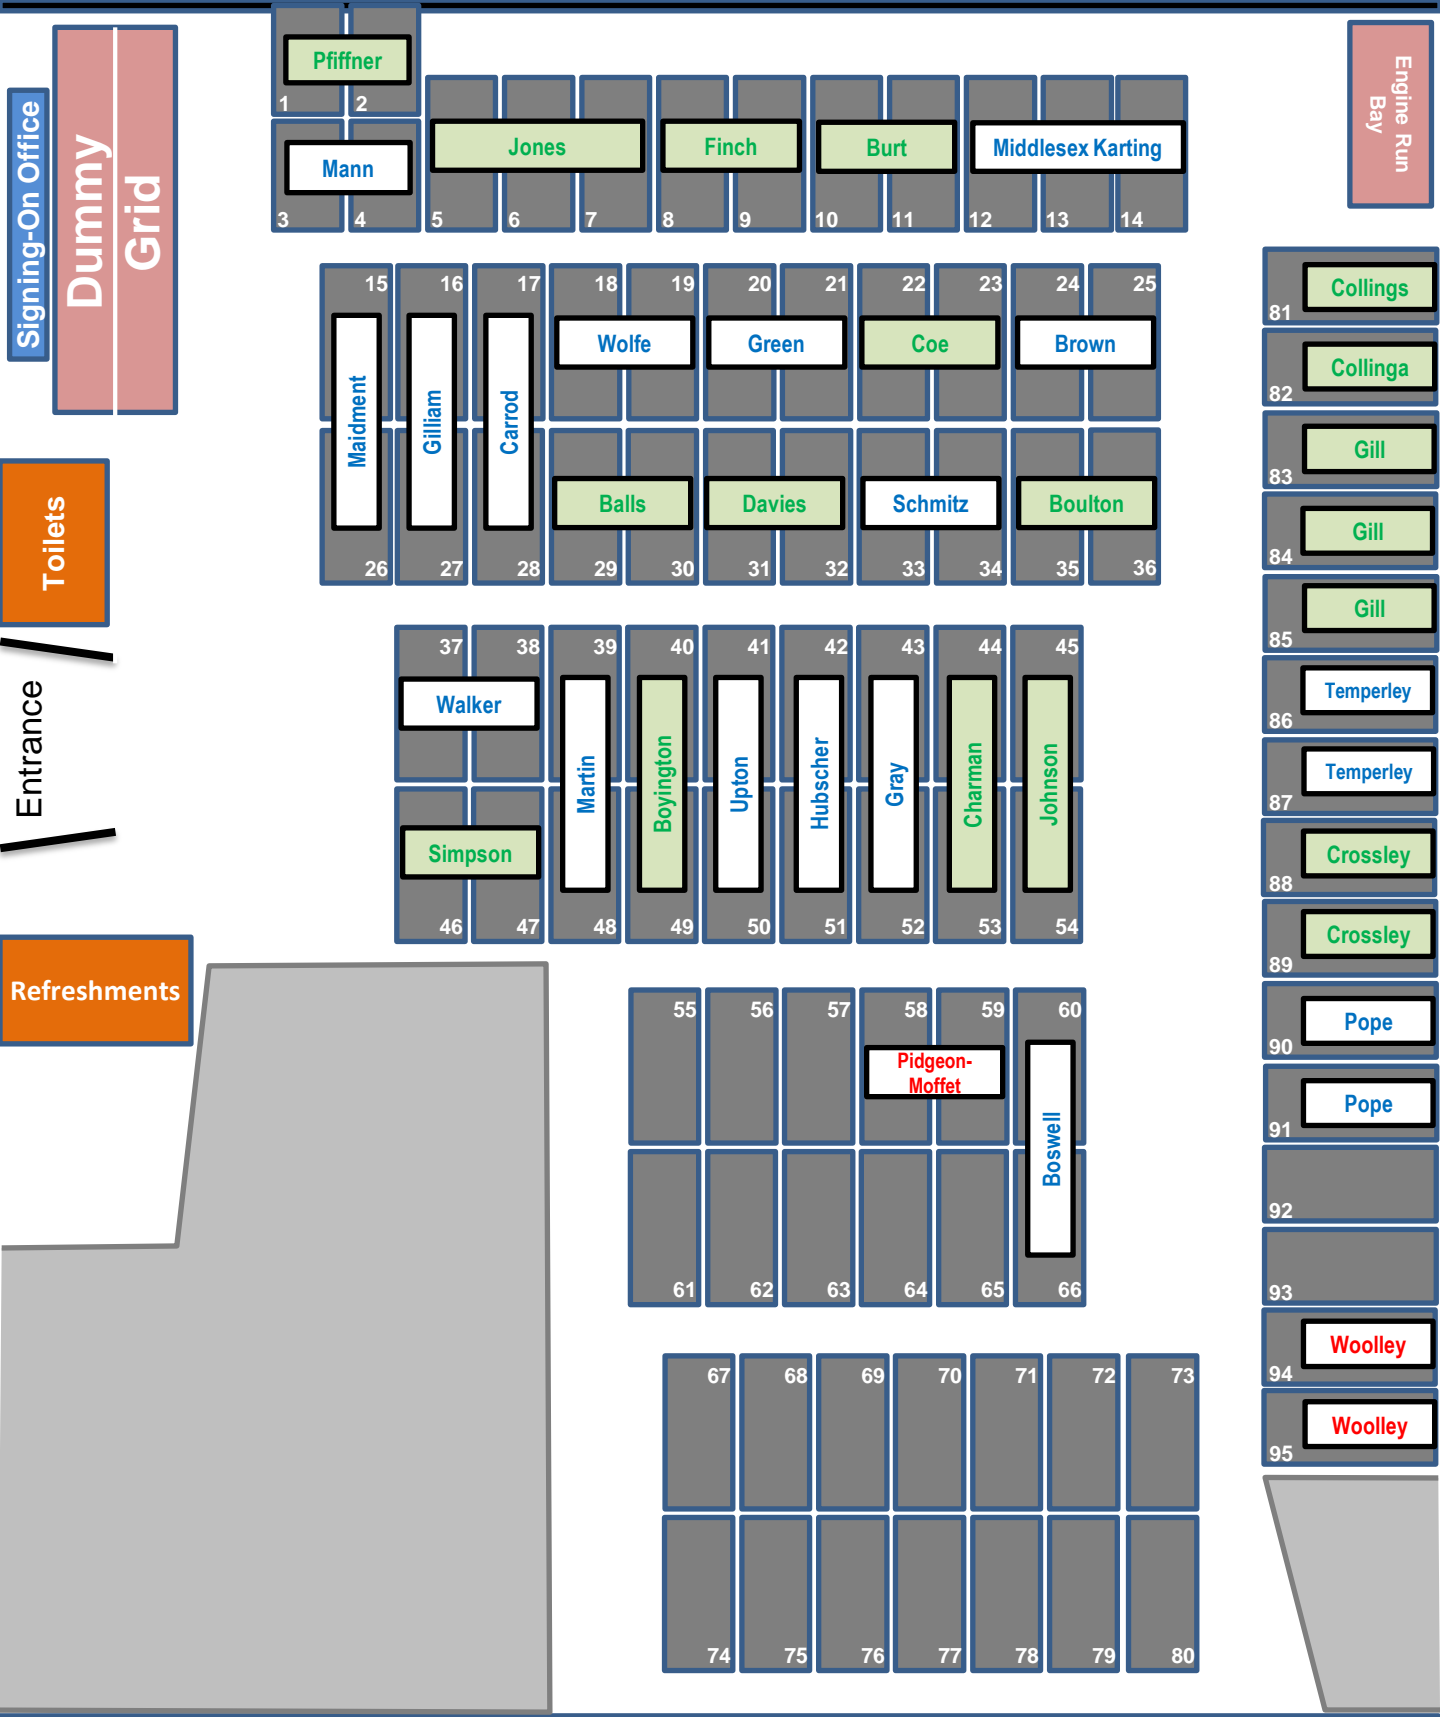 Signing-On Office
Dummy
Grid
Pfiffner
1 2
Mann
3 4
Jones
5 6 7
Finch
8 9
Burt
10 11
Middlesex Karting
12 13 14
Engine Run
Bay
15 16 17 18 19 20 21 22 23 24 25
Maidment
Gilliam
Carrod
Wolfe
Green
Coe
Brown
Balls
Davies
Schmitz
Boulton
26 27 28 29 30 31 32 33 34 35 36
Toilets
Entrance
37 38 39 40 41 42 43 44 45
Walker
Simpson
Martin
Boyington
Upton
Hubscher
Gray
Charman
Johnson
46 47 48 49 50 51 52 53 54
Refreshments
55 56 57 58 59 60
Pidgeon-
Moffet
Boswell
61 62 63 64 65 66
67 68 69 70 71 72 73
74 75 76 77 78 79 80
Collings
81
Collinga
82
Gill
83
Gill
84
Gill
85
Temperley
86
Temperley
87
Crossley
88
Crossley
89
Pope
90
Pope
91
92
93
Woolley
94
Woolley
95